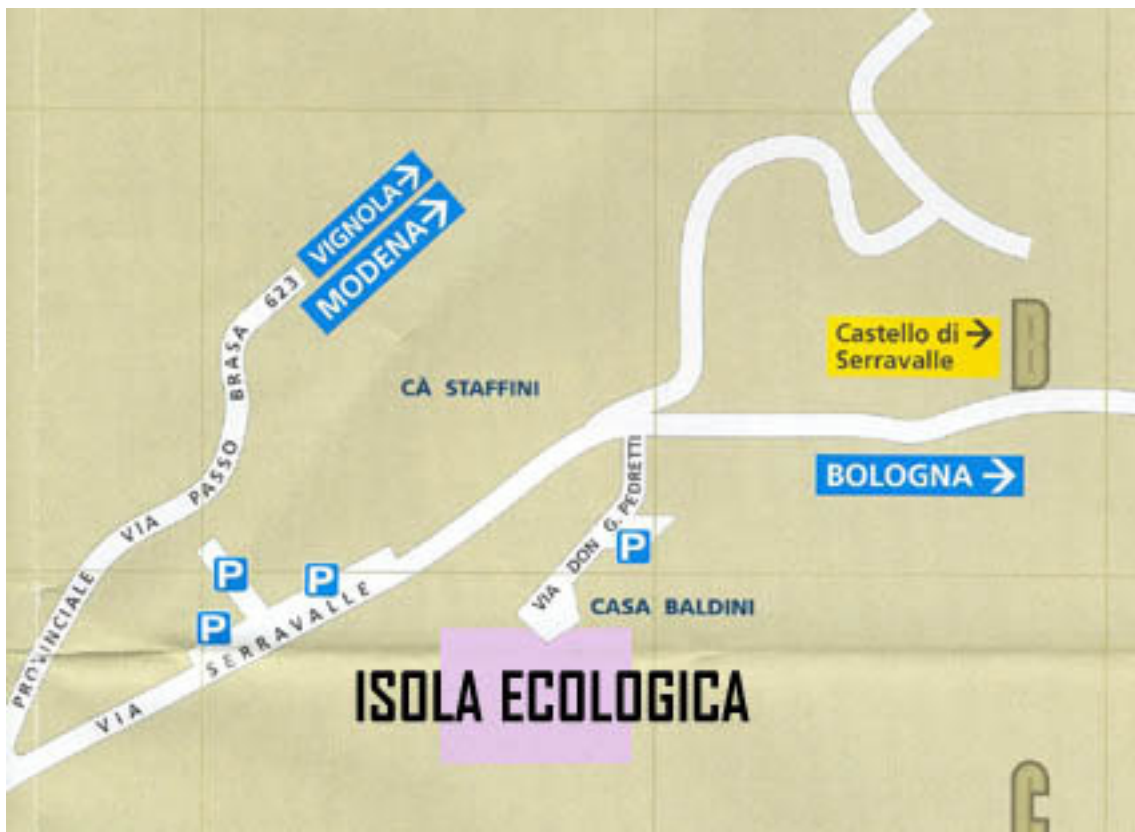 VIGNOLA →
MODENA →
PROVINCIALE VIA PASSO BRASA 623
CÀ STAFFINI
Castello di →
Serravalle
B
BOLOGNA →
VIA DON G. PEDRETTI
P
P
P
P
CASA BALDINI
VIA SERRAVALLE
ISOLA ECOLOGICA
C